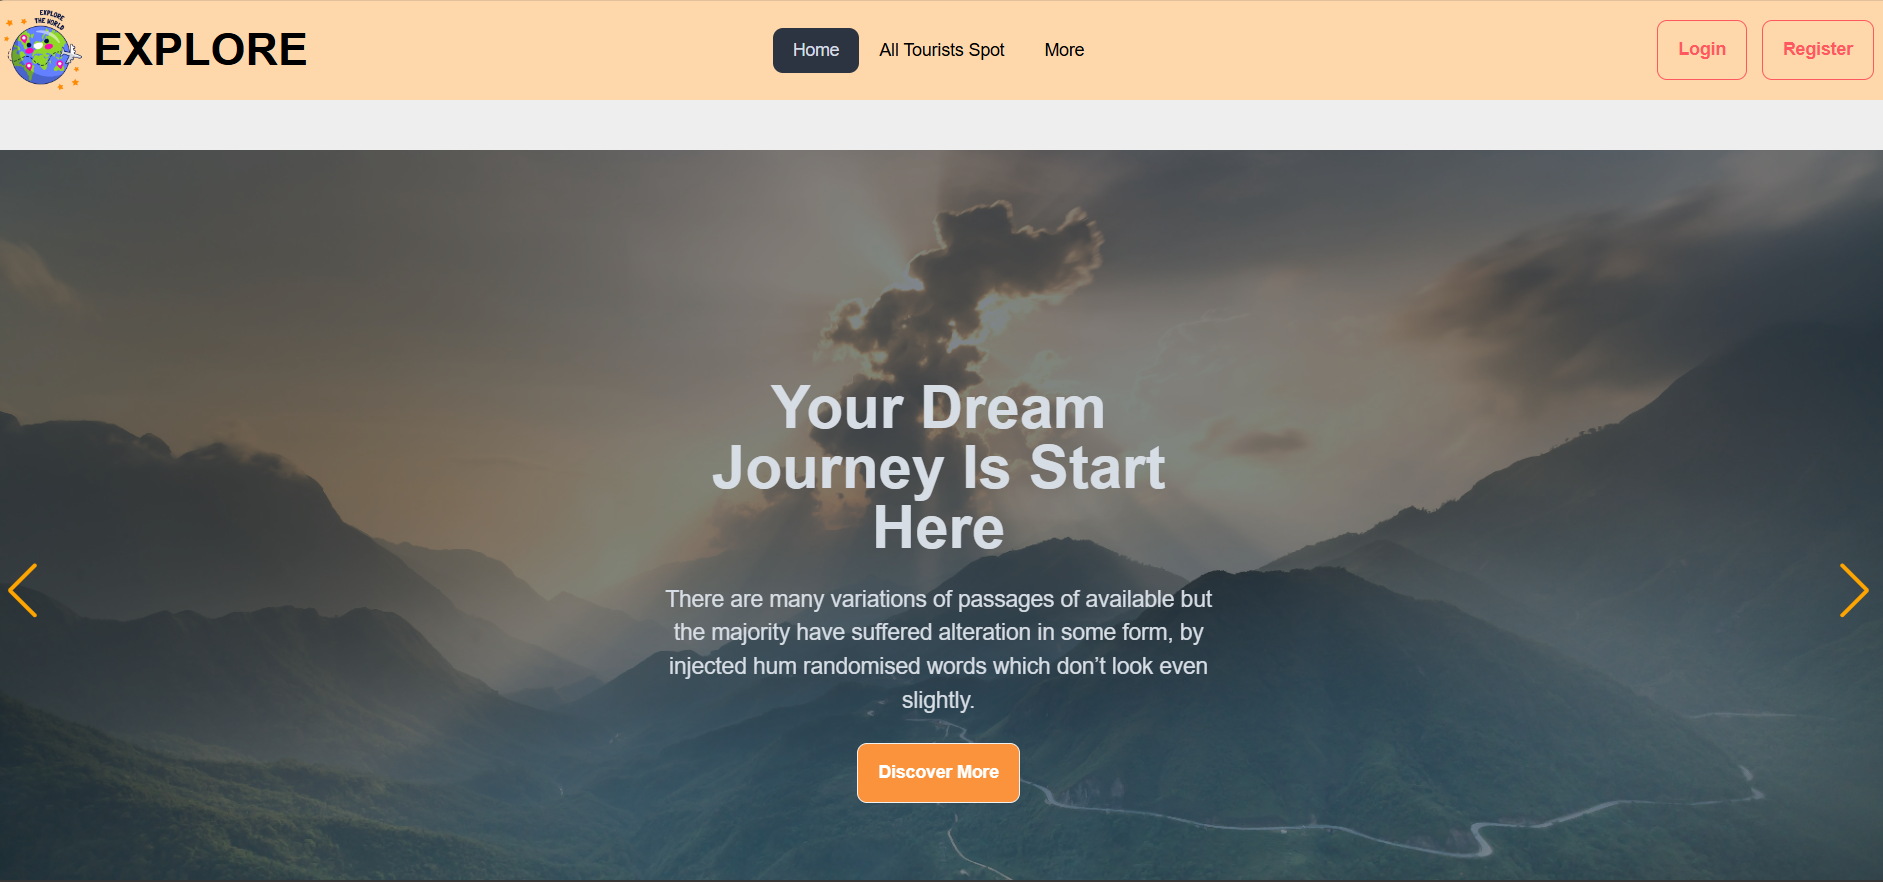 EXPLORE
THE WORLD
EXPLORE
Home
All Tourists Spot
More
Login
Register
Your Dream
Journey Is Start
Here
There are many variations of passages of available but
the majority have suffered alteration in some form, by
injected hum randomised words which don’t look even
slightly.
Discover More